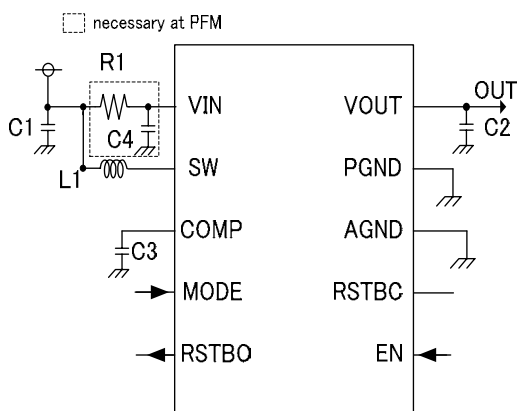 necessary at PFM
R1
VIN
VOUT
OUT
C1
C4
C2
L1
SW
PGND
COMP
AGND
C3
MODE
RSTBC
RSTBO
EN